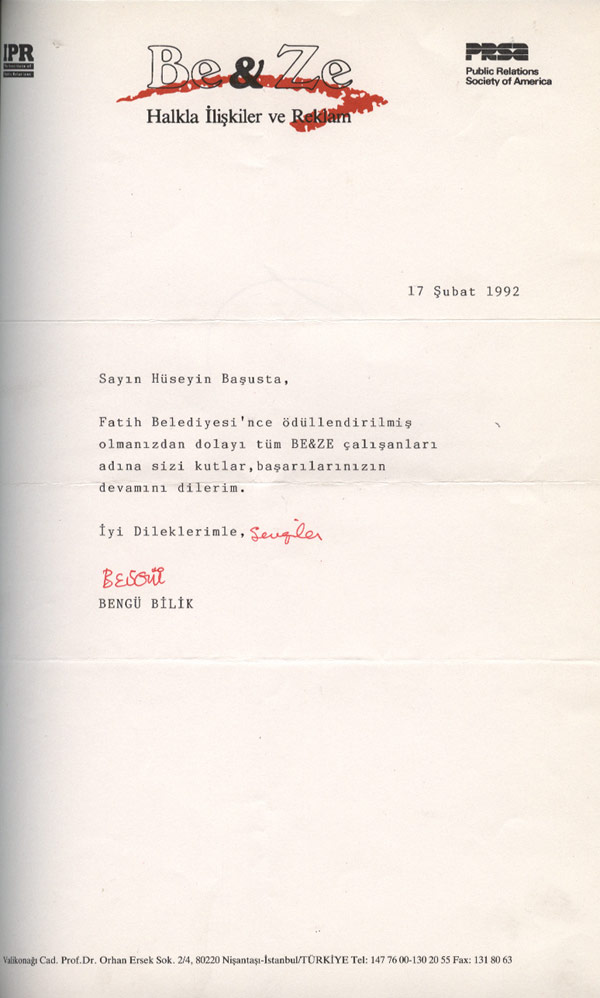 IPR
Be&Ze
Halkla İlişkiler ve Reklam
PRSA
Public Relations
Society of America
17 Şubat 1992
Sayın Hüseyin Başusta,
Fatih Belediyesi'nce ödüllendirilmiş
olmanızdan dolayı tüm BE&ZE çalışanları
adına sizi kutlar,başarılarınızın
devamını dilerim.
İyi Dileklerimle, Sevgiler
BENGÜ
BENGÜ BİLİK
Valikonağı Cad. Prof.Dr. Orhan Ersek Sok. 2/4, 80220 Nişantaşı-İstanbul/TÜRKİYE Tel: 147 76 00-130 20 55 Fax: 131 80 63